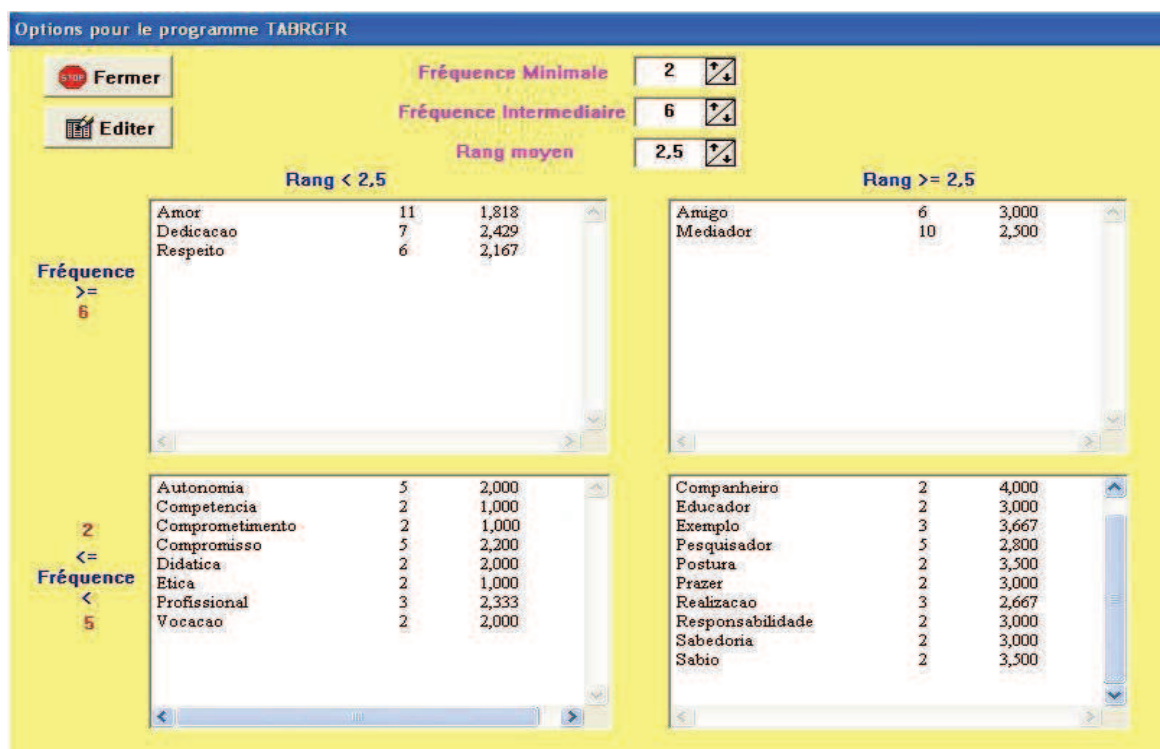 Options pour le programme TABRGFR
Fermer
Editer
Fréquence Minimale 2
Fréquence Intermediaire 6
Rang moyen 2,5
Rang < 2,5
Rang >= 2,5
Fréquence
>=
6
Amor 11 1,818
Dedicacao 7 2,429
Respeito 6 2,167
Amigo 6 3,000
Mediador 10 2,500
2
<=
Fréquence
<
5
Autonomia 5 2,000
Competencia 2 1,000
Comprometimento 2 1,000
Compromisso 5 2,200
Didatica 2 2,000
Etica 2 1,000
Profissional 3 2,333
Vocacao 2 2,000
Companheiro 2 4,000
Educador 2 3,000
Exemplo 3 3,667
Pesquisador 5 2,800
Postura 2 3,500
Prazer 2 3,000
Realizacao 3 2,667
Responsabilidade 2 3,000
Sabedoria 2 3,000
Sabio 2 3,500